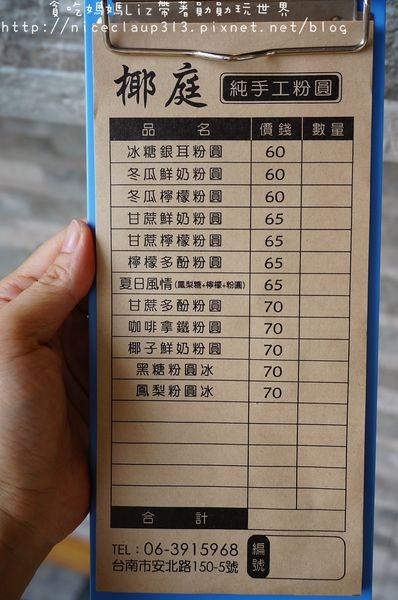 貪吃媽媽Liz帶著勛勛玩世界
http://niceclaup313.pixnet.net/blog
椰庭 純手工粉圓
品名 價錢 數量
冰糖銀耳粉圓 60
冬瓜鮮奶粉圓 60
冬瓜檸檬粉圓 60
甘蔗鮮奶粉圓 65
甘蔗檸檬粉圓 65
檸檬多酚粉圓 65
夏日風情(鳳梨糖+檸檬+粉圓) 65
甘蔗多酚粉圓 70
咖啡拿鐵粉圓 70
椰子鮮奶粉圓 70
黑糖粉圓冰 70
鳳梨粉圓冰 70
合計
TEL：06-3915968
台南市安北路150-5號
編號